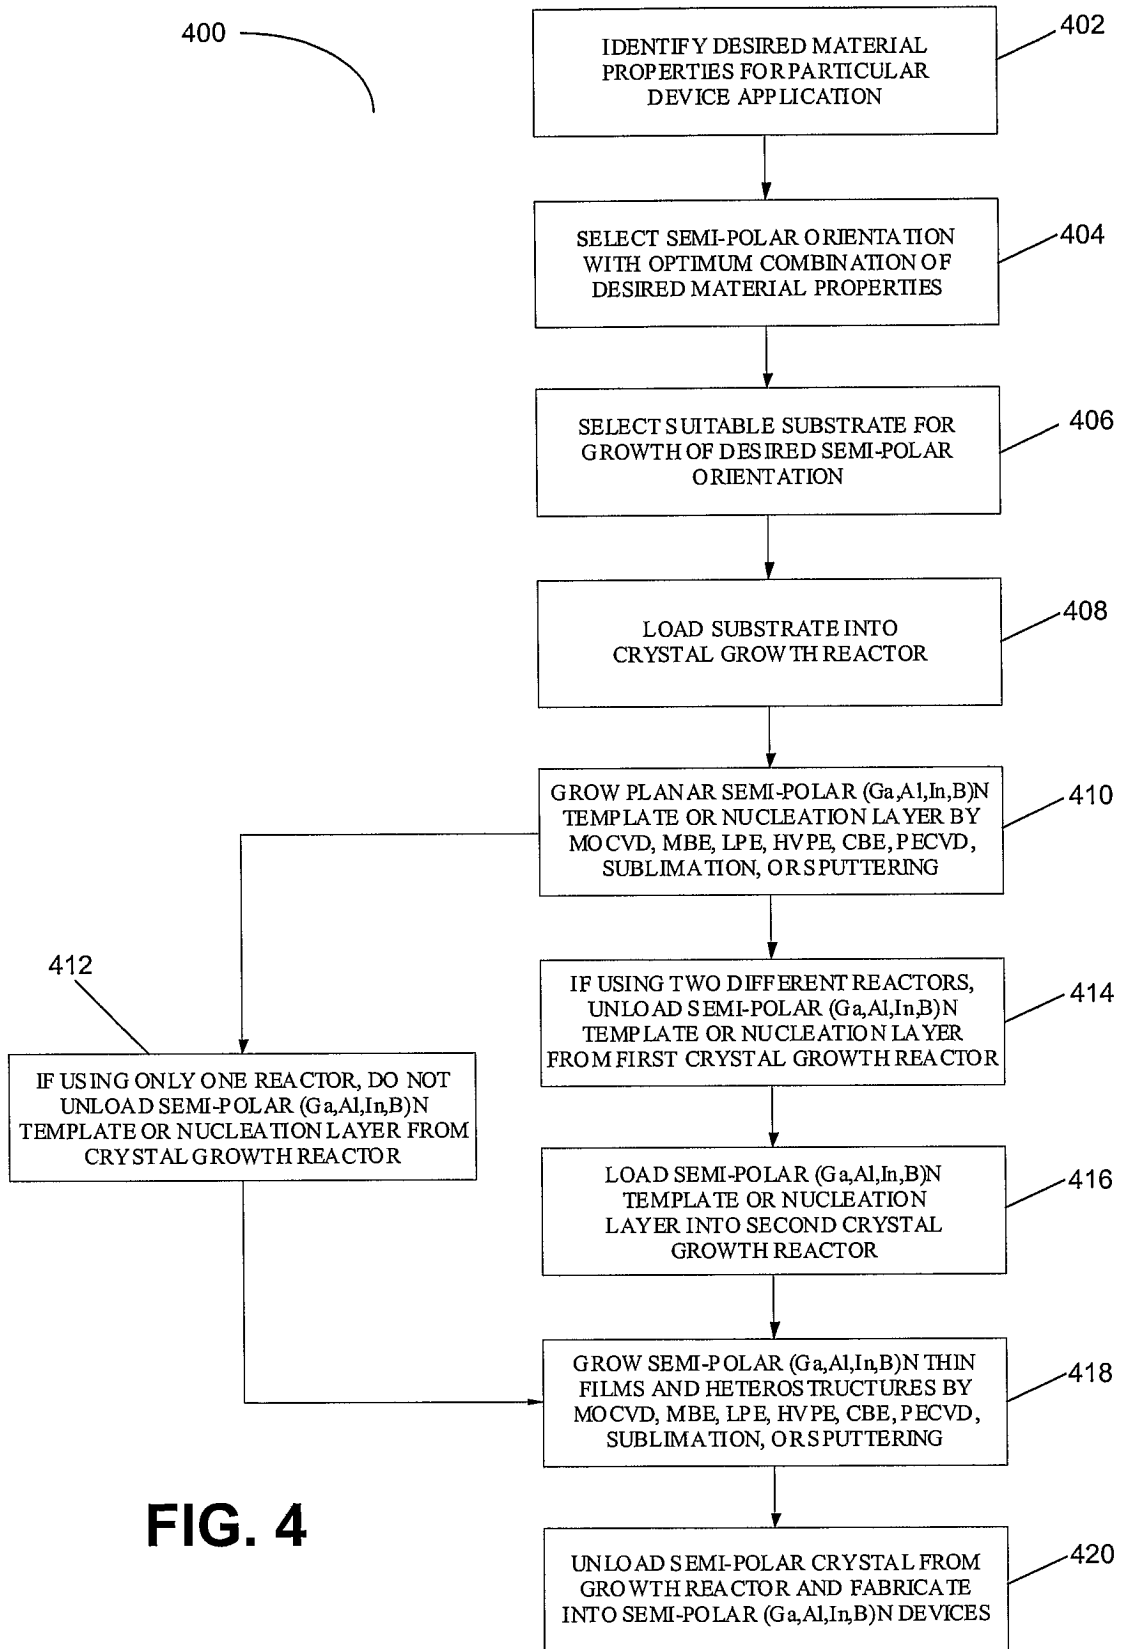 400
402
IDENTIFY DESIRED MATERIAL
PROPERTIES FOR PARTICULAR
DEVICE APPLICATION
404
SELECT SEMI-POLAR ORIENTATION
WITH OPTIMUM COMBINATION OF
DESIRED MATERIAL PROPERTIES
406
SELECT SUITABLE SUBSTRATE FOR
GROWTH OF DESIRED SEMI-POLAR
ORIENTATION
408
LOAD SUBSTRATE INTO
CRYSTAL GROWTH REACTOR
410
GROW PLANAR SEMI-POLAR (Ga,Al,In,B)N
TEMPLATE OR NUCLEATION LAYER BY
MOCVD, MBE, LPE, HVPE, CBE, PECVD,
SUBLIMATION, OR SPUTTERING
412
IF USING ONLY ONE REACTOR, DO NOT
UNLOAD SEMI-POLAR (Ga,Al,In,B)N
TEMPLATE OR NUCLEATION LAYER FROM
CRYSTAL GROWTH REACTOR
414
IF USING TWO DIFFERENT REACTORS,
UNLOAD SEMI-POLAR (Ga,Al,In,B)N
TEMPLATE OR NUCLEATION LAYER
FROM FIRST CRYSTAL GROWTH REACTOR
416
LOAD SEMI-POLAR (Ga,Al,In,B)N
TEMPLATE OR NUCLEATION
LAYER INTO SECOND CRYSTAL
GROWTH REACTOR
418
GROW SEMI-POLAR (Ga,Al,In,B)N THIN
FILMS AND HETEROSTRUCTURES BY
MOCVD, MBE, LPE, HVPE, CBE, PECVD,
SUBLIMATION, OR SPUTTERING
420
UNLOAD SEMI-POLAR CRYSTAL FROM
GROWTH REACTOR AND FABRICATE
INTO SEMI-POLAR (Ga,Al,In,B)N DEVICES
FIG. 4